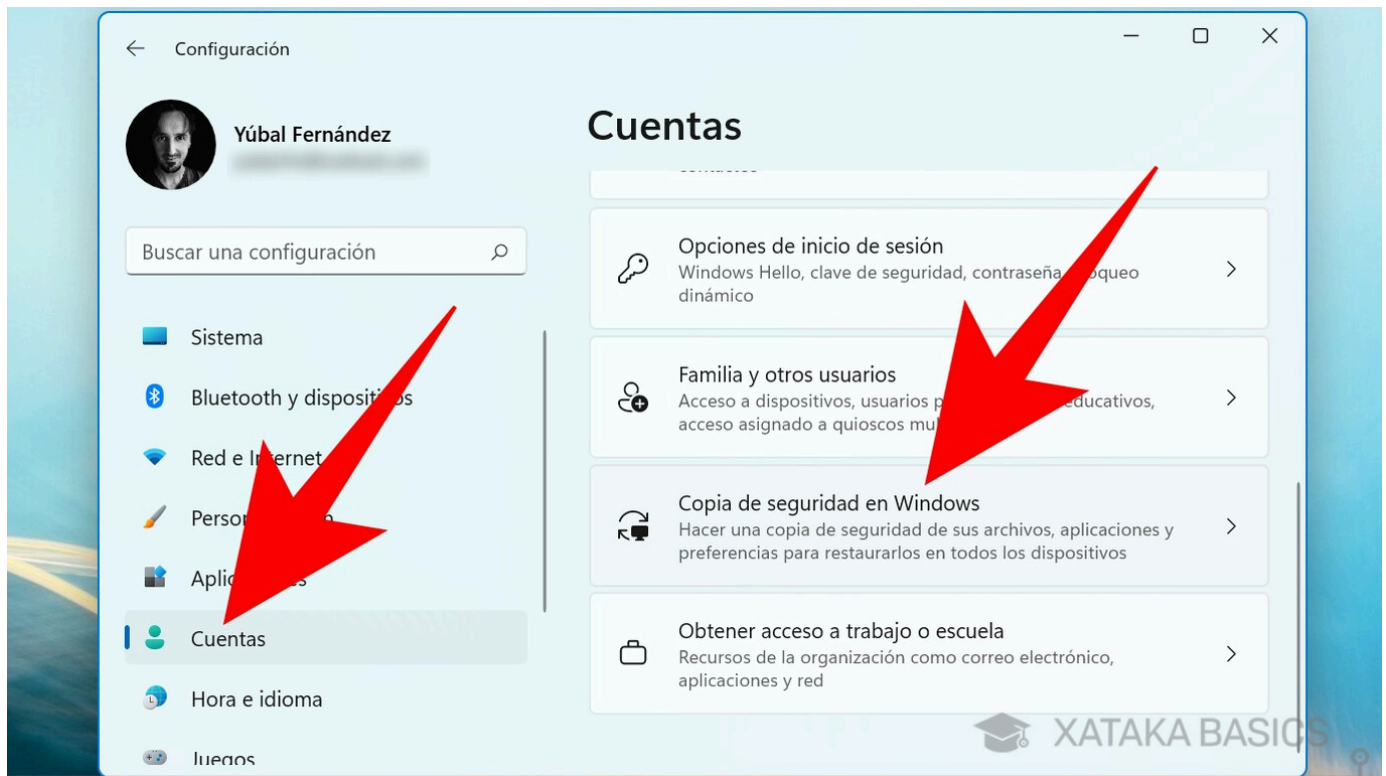 Configuración
Yúbal Fernández
Buscar una configuración
Sistema
Bluetooth y dispositivos
Red e Internet
Cuentas
Hora e idioma
Juegos
Cuentas
Opciones de inicio de sesión
Windows Hello, clave de seguridad, contraseña, bloqueo
dinámico
Familia y otros usuarios
Acceso a dispositivos, usuarios educativos,
acceso asignado a quioscos
Copia de seguridad en Windows
Hacer una copia de seguridad de sus archivos, aplicaciones y
preferencias para restaurarlos en todos los dispositivos
Obtener acceso a trabajo o escuela
Recursos de la organización como correo electrónico,
aplicaciones y red
XATAKA BASICS